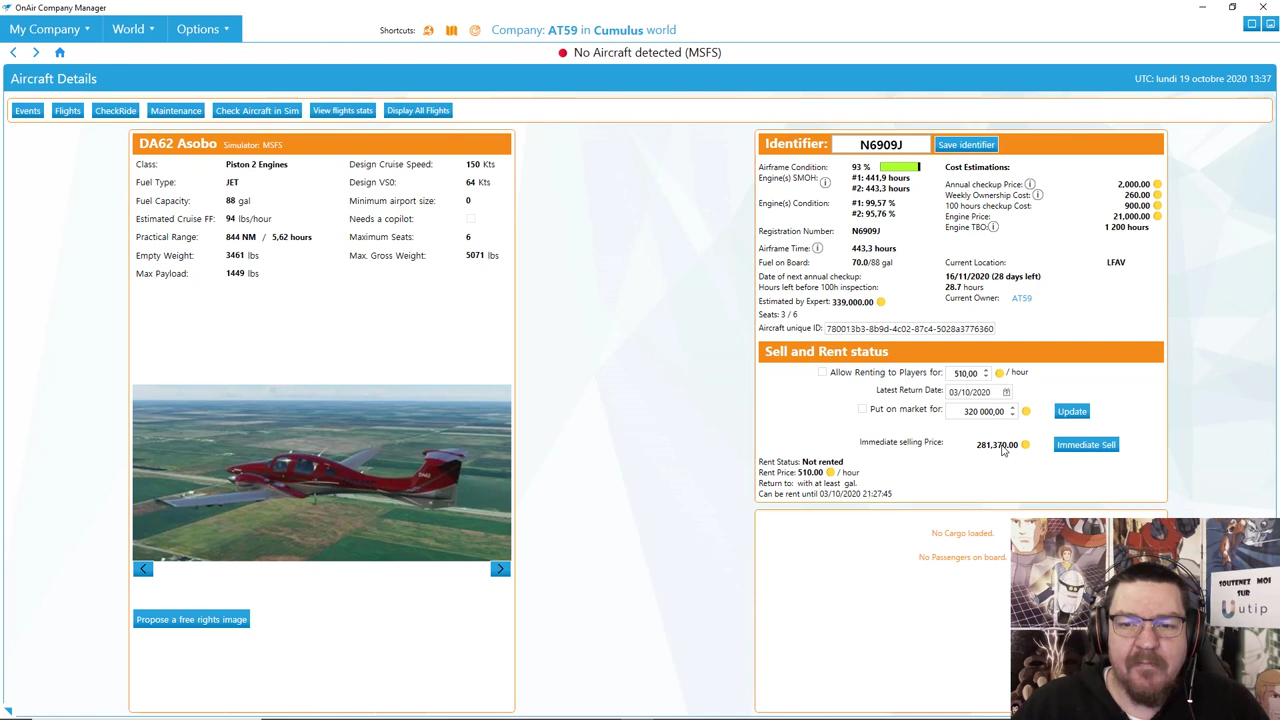 OnAir Company Manager
My Company World Options Shortcuts: Company: AT59 in Cumulus world
No Aircraft detected (MSFS)
Aircraft Details UTC: lundi 19 octobre 2020 13:37
Events Flights CheckRide Maintenance Check Aircraft in Sim View flights stats Display All Flights
DA62 Asobo Simulator: MSFS
Class: Piston 2 Engines Design Cruise Speed: 150 Kts
Fuel Type: JET Design VS0: 64 Kts
Fuel Capacity: 88 gal Minimum airport size: 0
Estimated Cruise FF: 94 lbs/hour Needs a copilot:
Practical Range: 844 NM / 5,62 hours Maximum Seats: 6
Empty Weight: 3461 lbs Max. Gross Weight: 5071 lbs
Max Payload: 1449 lbs
Propose a free rights image
Identifier: N6909J Save identifier
Airframe Condition: 93 % Cost Estimations:
Engine(s) SMOH: #1: 441,9 hours
#2: 443,3 hours
Annual checkup Price: 2,000.00
Weekly Ownership Cost: 260.00
Engine(s) Condition: #1: 99,57 %
#2: 95,76 %
100 hours checkup Cost: 900.00
Engine Price: 21,000.00
Engine TBO: 1 200 hours
Registration Number: N6909J
Airframe Time: 443.3 hours
Fuel on Board: 70.0/88 gal Current Location: LFAV
Date of next annual checkup: 16/11/2020 (28 days left)
Hours left before 100h inspection: 28.7 hours
Estimated by Expert: 339,000.00 Current Owner: AT59
Seats: 3 / 6
Aircraft unique ID: 780013b3-8b9d-4c02-87c4-5028a3776360
Sell and Rent status
Allow Renting to Players for: 510,00 / hour
Latest Return Date: 03/10/2020
Put on market for: 320 000,00 Update
Immediate selling Price: 281,370.00 Immediate Sell
Rent Status: Not rented
Rent Price: 510.00 / hour
Return to: with at least gal.
Can be rent until 03/10/2020 21:27:45
No Cargo loaded.
No Passengers on board.
SOUTENEZ MOI
SUR
utip